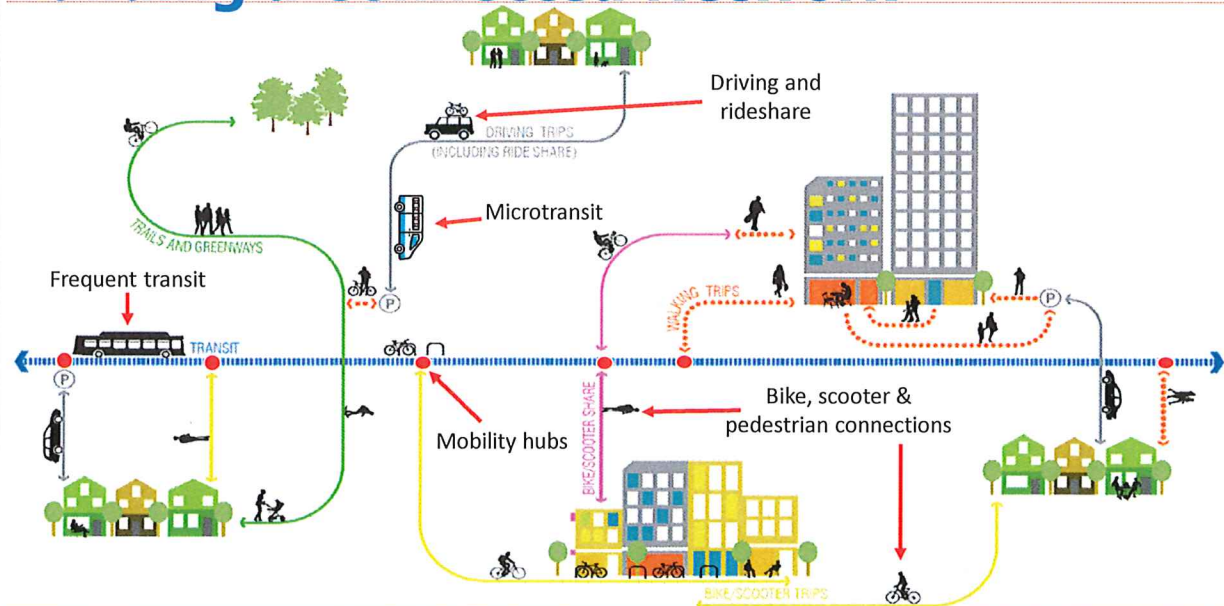 Driving and
rideshare
DRIVING TRIPS
(INCLUDING RIDE SHARE)
Microtransit
TRAILS AND GREENWAYS
Frequent transit
P
WALKING TRIPS
P
TRANSIT
P
Mobility hubs
BIKE/SCOOTER SHARE
Bike, scooter &
pedestrian connections
BIKE/SCOOTER TRIPS